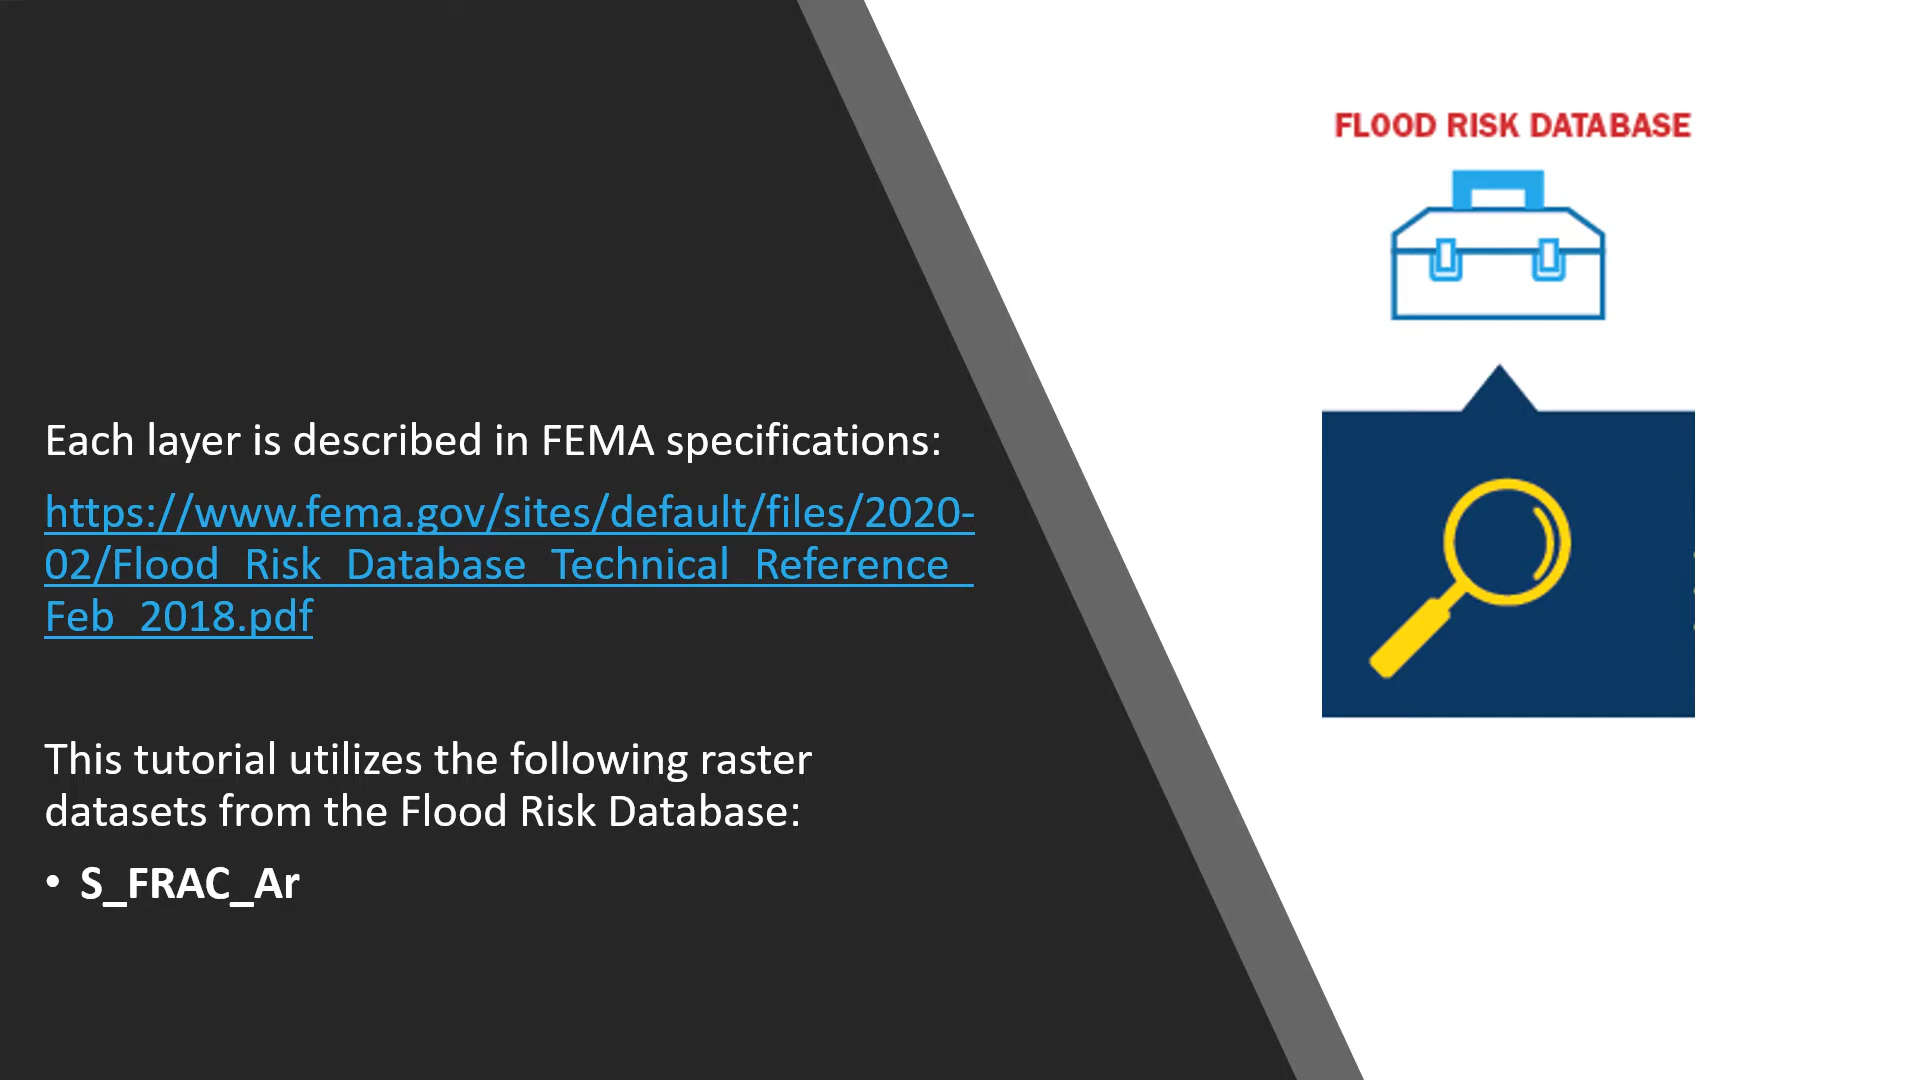 FLOOD RISK DATABASE
Each layer is described in FEMA specifications:
https://www.fema.gov/sites/default/files/2020-
02/Flood_Risk_Database_Technical_Reference_
Feb_2018.pdf
This tutorial utilizes the following raster
datasets from the Flood Risk Database:
• S_FRAC_Ar